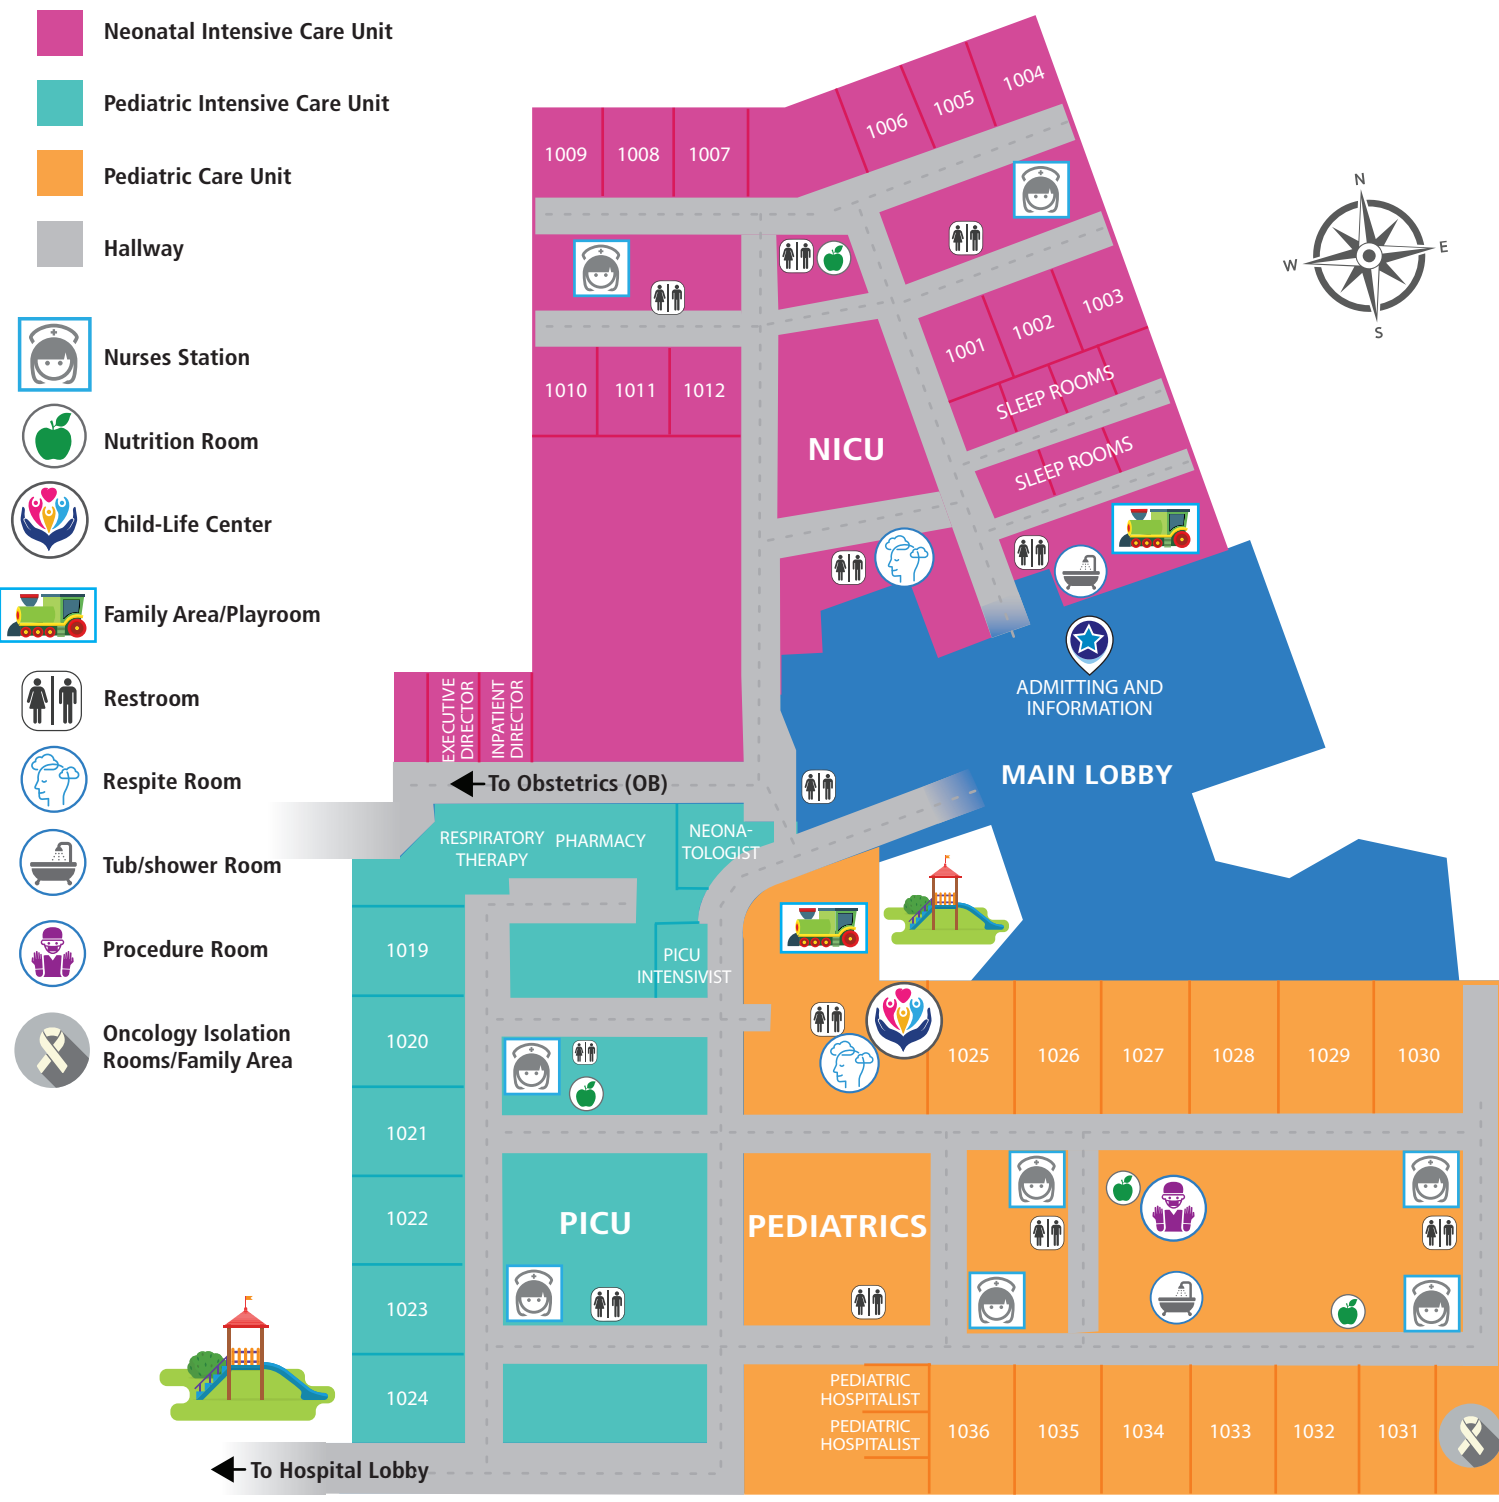 Neonatal Intensive Care Unit
Pediatric Intensive Care Unit
Pediatric Care Unit
Hallway
Nurses Station
Nutrition Room
Child-Life Center
Family Area/Playroom
Restroom
Respite Room
Tub/shower Room
Procedure Room
Oncology Isolation
Rooms/Family Area
N
E
S
W
1004
1005
1006
1007
1008
1009
1010
1011
1012
1001
1002
1003
SLEEP ROOMS
SLEEP ROOMS
NICU
EXECUTIVE
DIRECTOR
INPATIENT
DIRECTOR
ADMITTING AND
INFORMATION
MAIN LOBBY
To Obstetrics (OB)
RESPIRATORY
THERAPY
PHARMACY
NEONA-
TOLOGIST
PICU
INTENSIVIST
1019
1020
1021
1022
1023
1024
PICU
PEDIATRICS
1025
1026
1027
1028
1029
1030
PEDIATRIC
HOSPITALIST
PEDIATRIC
HOSPITALIST
1036
1035
1034
1033
1032
1031
To Hospital Lobby